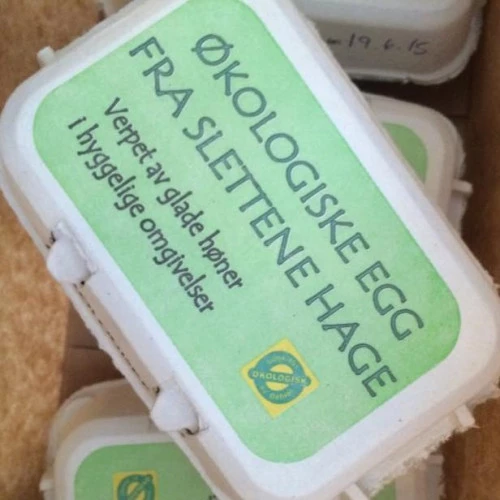 ØKOLOGISKE EGG
FRA SLETTENE HAGE
Verpet av glade høner
i hyggelige omgivelser
ØKOLOGISK
19.6.15